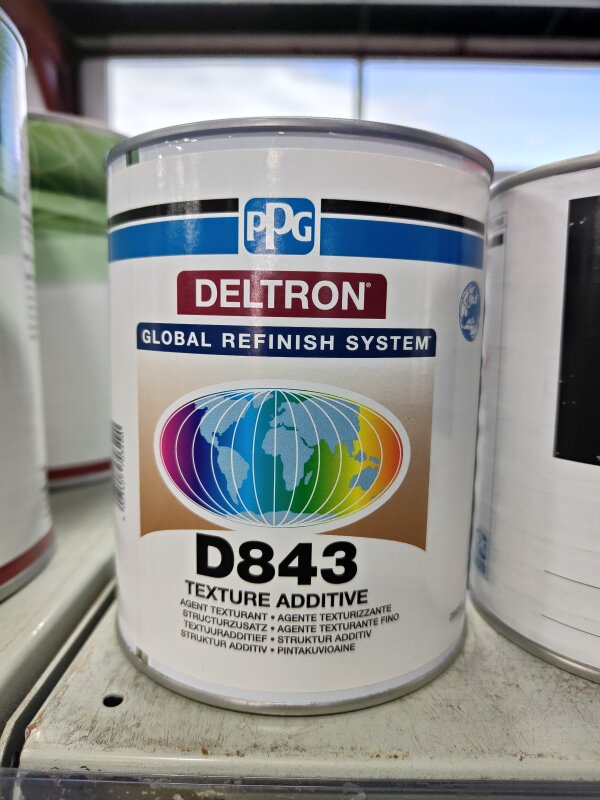 PPG
DELTRON®
GLOBAL REFINISH SYSTEM
D843
TEXTURE ADDITIVE
AGENT TEXTURANT • AGENTE TEXTURIZZANTE
STRUCTURZUSATZ • AGENTE TEXTURANTE FINO
TEXTUURADDITIEF • STRUKTUR ADDITIV
STRUKTUR ADDITIV • PINTAKUVIOAINE